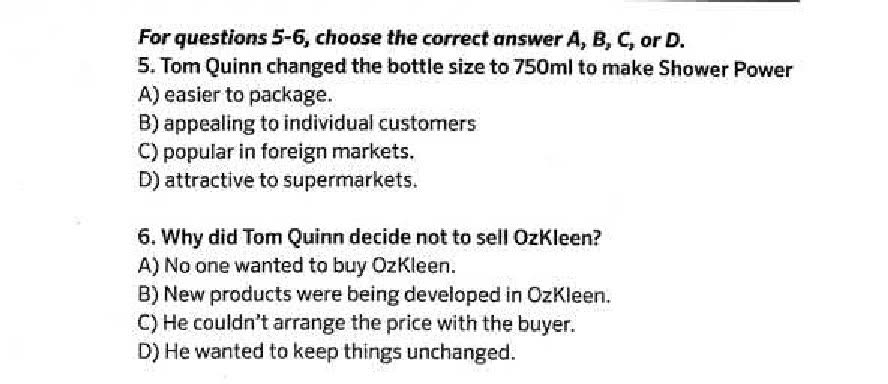 For questions 5-6, choose the correct answer A, B, C, or D.
5. Tom Quinn changed the bottle size to 750ml to make Shower Power
A) easier to package.
B) appealing to individual customers
C) popular in foreign markets.
D) attractive to supermarkets.
6. Why did Tom Quinn decide not to sell OzKleen?
A) No one wanted to buy OzKleen.
B) New products were being developed in OzKleen.
C) He couldn't arrange the price with the buyer.
D) He wanted to keep things unchanged.